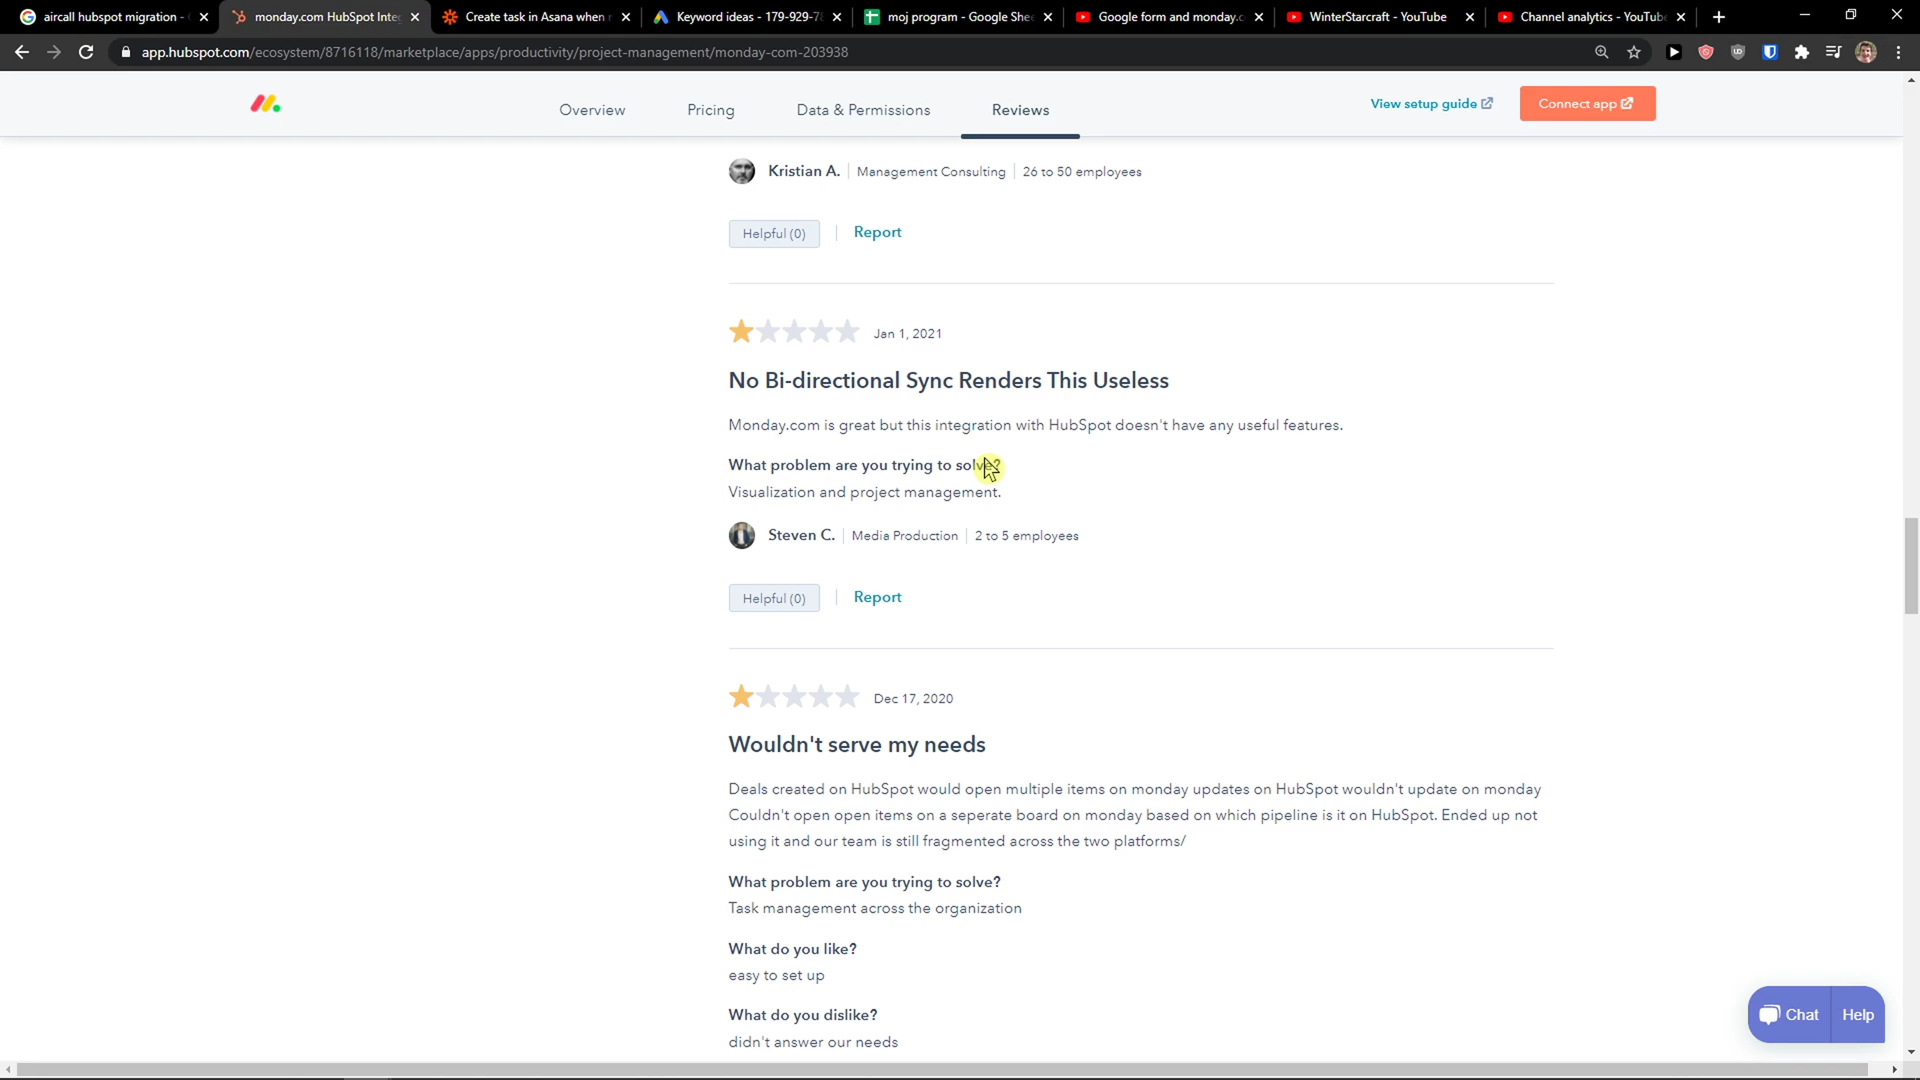 aircall hubspot migration -
monday.com HubSpot Inte
Create task in Asana when
Keyword ideas - 179-929-7
moj program - Google She
Google form and monday.c
WinterStarcraft - YouTube
Channel analytics - YouTub
app.hubspot.com/ecosystem/8716118/marketplace/apps/productivity/project-management/monday-com-203938
Overview
Pricing
Data & Permissions
Reviews
View setup guide
Connect app
Kristian A. Management Consulting 26 to 50 employees
Helpful (0) Report
Jan 1, 2021
No Bi-directional Sync Renders This Useless
Monday.com is great but this integration with HubSpot doesn't have any useful features.
What problem are you trying to solve?
Visualization and project management.
Steven C. Media Production 2 to 5 employees
Helpful (0) Report
Dec 17, 2020
Wouldn't serve my needs
Deals created on HubSpot would open multiple items on monday updates on HubSpot wouldn't update on monday
Couldn't open open items on a seperate board on monday based on which pipeline is it on HubSpot. Ended up not
using it and our team is still fragmented across the two platforms/
What problem are you trying to solve?
Task management across the organization
What do you like?
easy to set up
What do you dislike?
didn't answer our needs
Chat
Help